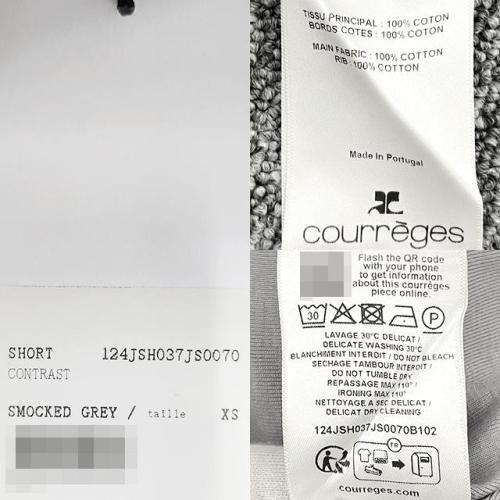 SHORT 124JSH037JS0070
CONTRAST
SMOCKED GREY / taille XS
TISSU PRINCIPAL : 100% COTON
BORDS COTES : 100% COTON
MAIN FABRIC : 100% COTTON
RIB : 100% COTTON
Made in Portugal
courrèges
Flash the QR code
with your phone
to get information
about this courrèges
piece online.
30
P
LAVAGE 30°C DELICAT /
DELICATE WASHING 30°C
BLANCHIMENT INTERDIT / DO NOT BLEACH
SECHAGE TAMBOUR INTERDIT /
DO NOT TUMBLE DRY
REPASSAGE MAX 110° /
IRONING MAX 110°
NETTOYAGE A SEC DELICAT /
DELICAT DRY CLEANING
124JSH037JS0070B102
FR
courreges.com